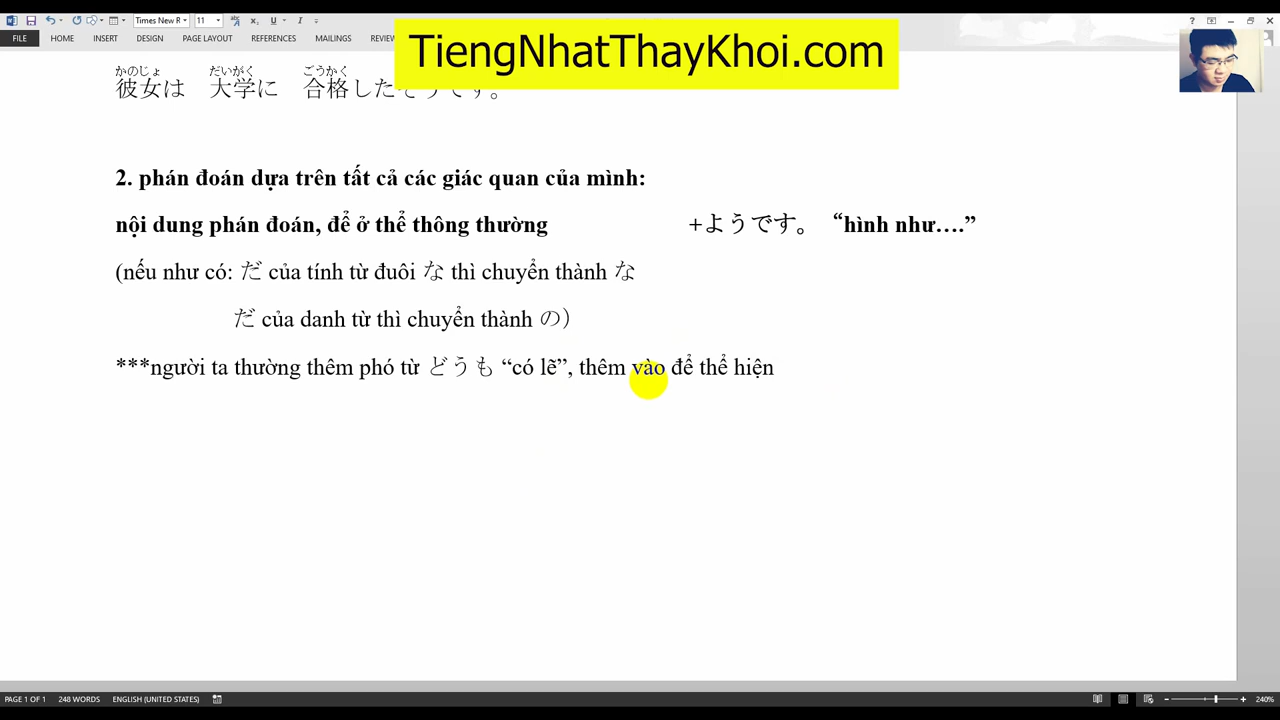 Times New R 11
FILE HOME INSERT DESIGN PAGE LAYOUT REFERENCES MAILINGS REVIEW
TiengNhatThayKhoi.com
かのじょ だいがく ごうかく
彼女は 大学に 合格したそうです。
2. phán đoán dựa trên tất cả các giác quan của mình:
nội dung phán đoán, để ở thể thông thường +ようです。 “hình như….”
(nếu như có: だ của tính từ đuôi な thì chuyển thành な
だ của danh từ thì chuyển thành の）
***người ta thường thêm phó từ どうも “có lẽ”, thêm vào để thể hiện
PAGE 1 OF 1 248 WORDS ENGLISH (UNITED STATES) 240%